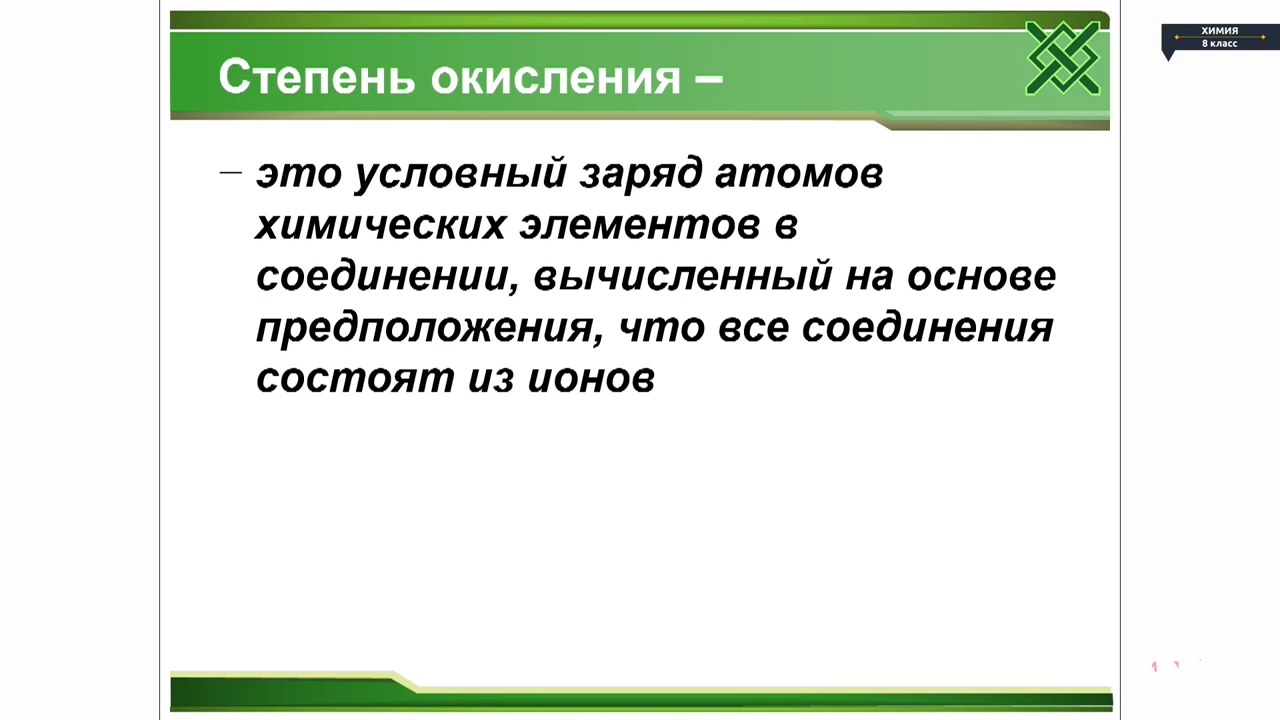 Степень окисления –
– это условный заряд атомов
химических элементов в
соединении, вычисленный на основе
предположения, что все соединения
состоят из ионов
ХИМИЯ
8 класс